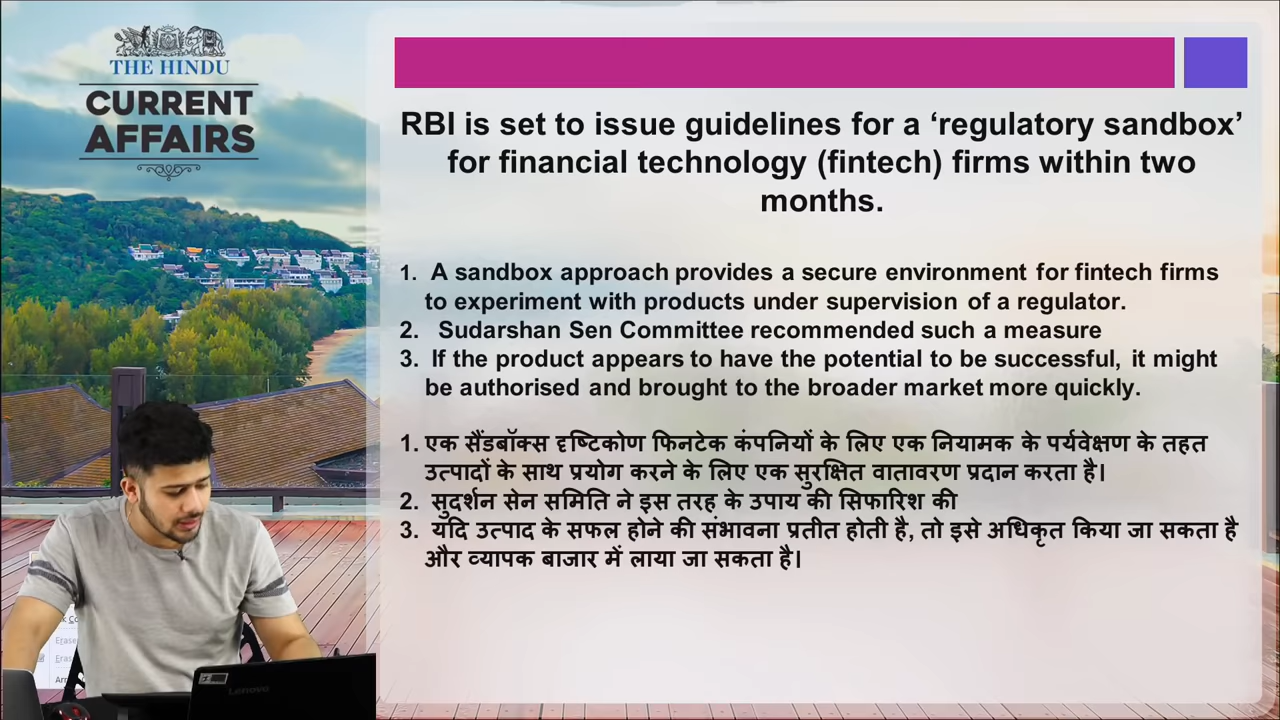 THE HINDU
CURRENT
AFFAIRS
RBI is set to issue guidelines for a ‘regulatory sandbox’
for financial technology (fintech) firms within two
months.
1. A sandbox approach provides a secure environment for fintech firms
to experiment with products under supervision of a regulator.
2. Sudarshan Sen Committee recommended such a measure
3. If the product appears to have the potential to be successful, it might
be authorised and brought to the broader market more quickly.
1. एक सैंडबॉक्स दृष्टिकोण फिनटेक कंपनियों के लिए एक नियामक के पर्यवेक्षण के तहत
उत्पादों के साथ प्रयोग करने के लिए एक सुरक्षित वातावरण प्रदान करता है।
2. सुदर्शन सेन समिति ने इस तरह के उपाय की सिफारिश की
3. यदि उत्पाद के सफल होने की संभावना प्रतीत होती है, तो इसे अधिकृत किया जा सकता है
और व्यापक बाजार में लाया जा सकता है।
Lenovo